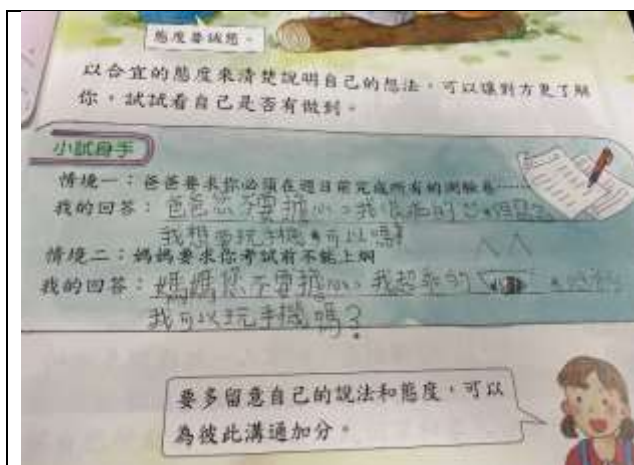 態度要誠懇。
以合宜的態度來清楚說明自己的想法,可以讓對方更了解
你,試試看自己是否有做到。
小試身手
情境一:爸爸要求你必須在週日前完成所有的測驗卷……
我的回答:爸爸您不要擔心,我很
我想要玩手機可以嗎?
情境二:媽媽要求你考試前不能上網
我的回答:媽媽您不要擔心,我超乖的
我可以玩手機嗎?
要多留意自己的說法和態度,可以
為彼此溝通加分。